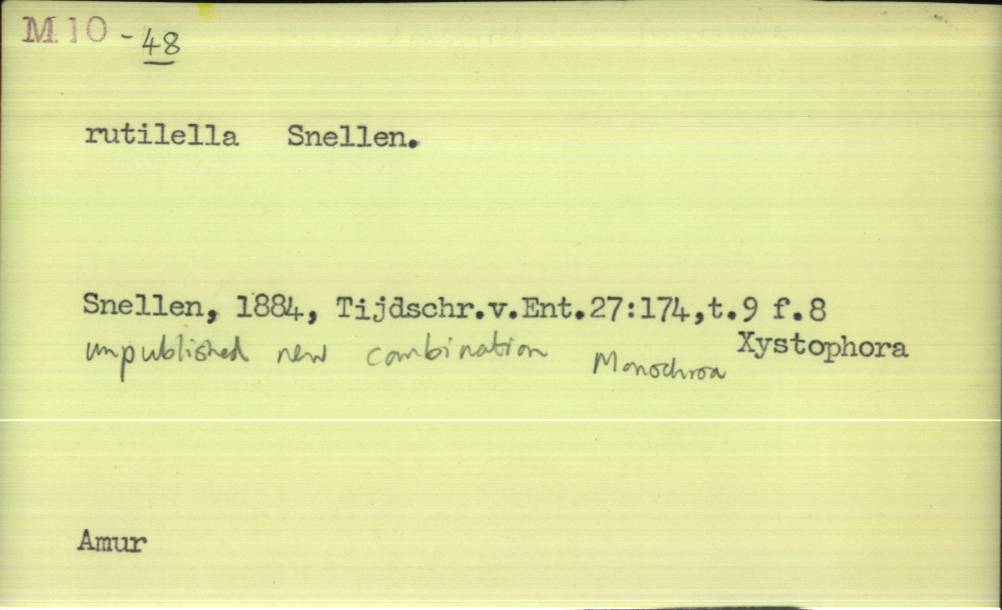 M 10 - 48
rutilella Snellen.
Snellen, 1884, Tijdschr.v.Ent.27:174,t.9 f.8
Xystophora
unpublished new combination Monochroa
Amur